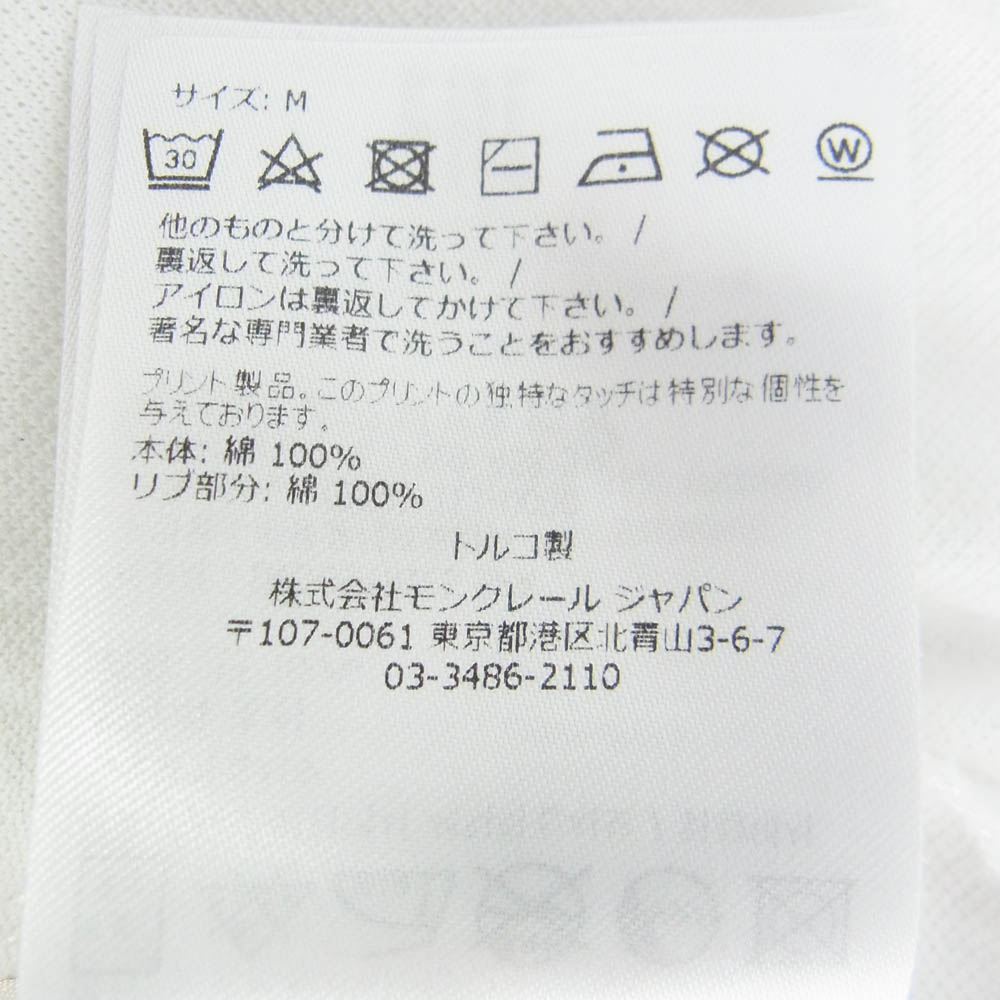 サイズ: M
30
W
他のものと分けて洗って下さい。 /
裏返して洗って下さい。 /
アイロンは裏返してかけて下さい。 /
著名な専門業者で洗うことをおすすめします。
プリント製品。このプリントの独特なタッチは特別な個性を
与えております。
本体: 綿 100%
リブ部分: 綿 100%
トルコ製
株式会社モンクレール ジャパン
〒107-0061 東京都港区北青山3-6-7
03-3486-2110